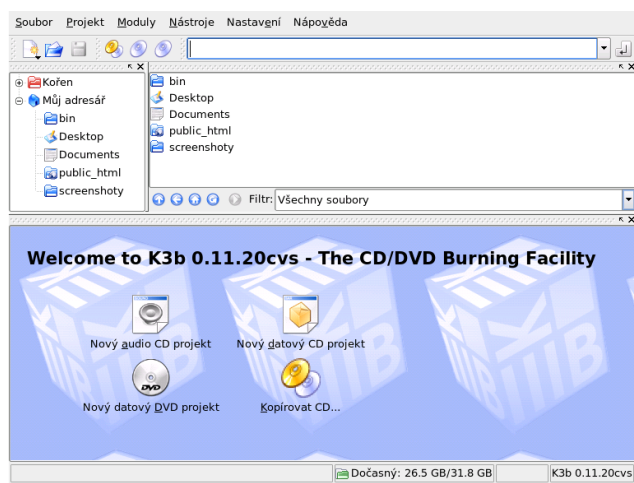 Soubor Projekt Moduly Nástroje Nastavení Nápověda
Kořen
Můj adresář
bin
Desktop
Documents
public_html
screenshoty
bin
Desktop
Documents
public_html
screenshoty
Filtr: Všechny soubory
Welcome to K3b 0.11.20cvs - The CD/DVD Burning Facility
Nový audio CD projekt Nový datový CD projekt
Nový datový DVD projekt Kopírovat CD...
Dočasný: 26.5 GB/31.8 GB K3b 0.11.20cvs